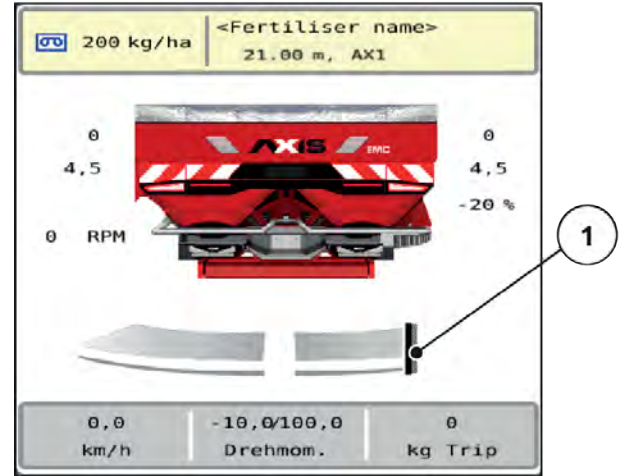 200 kg/ha
<Fertiliser name>
21.00 m, AX1
0
0
4,5
4,5
-20 %
0 RPM
AXIS
EMC
1
0,0
-10,0/100,0
0
km/h
Drehmom.
kg Trip